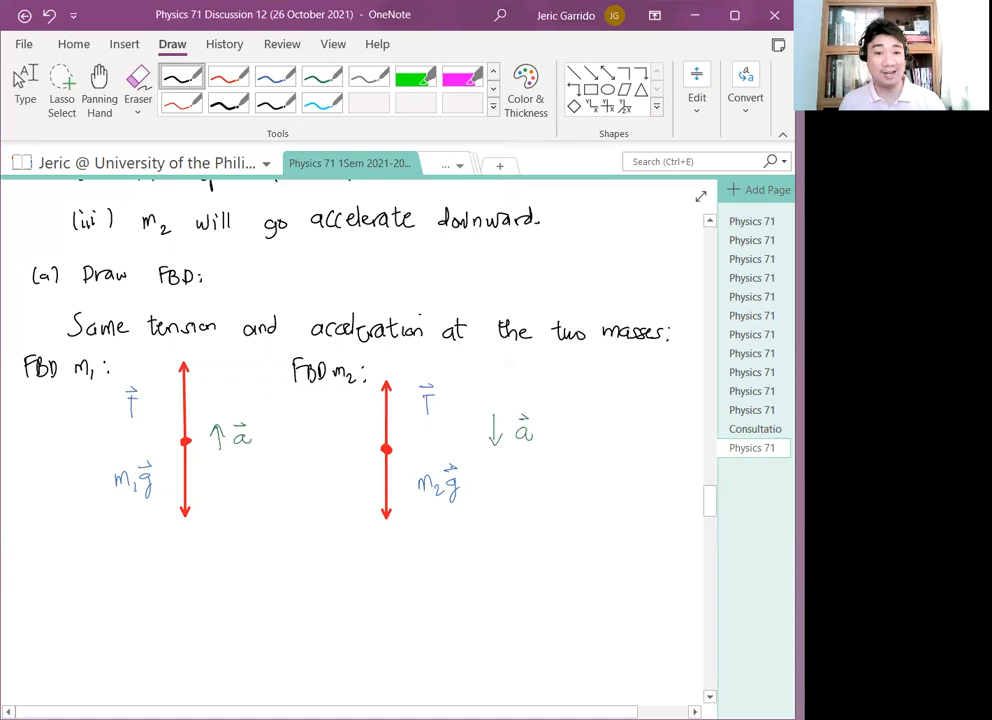 Physics 71 Discussion 12 (26 October 2021) - OneNote
Jeric Garrido
JG
File Home Insert Draw History Review View Help
Type
Lasso Select
Panning Hand
Eraser
Color & Thickness
Edit
Convert
Tools
Shapes
Jeric @ University of the Phili...
Physics 71 1Sem 2021-20...
...
Search (Ctrl+E)
Add Page
Physics 71
Physics 71
Physics 71
Physics 71
Physics 71
Physics 71
Physics 71
Physics 71
Physics 71
Consultatio
Physics 71
(iii) m₂ will go accelerate downward.
(a) Draw FBD:
Same tension and acceleration at the two masses:
FBD m₁:
T⃗
a⃗
m₁g⃗
FBD m₂:
T⃗
a⃗
m₂g⃗